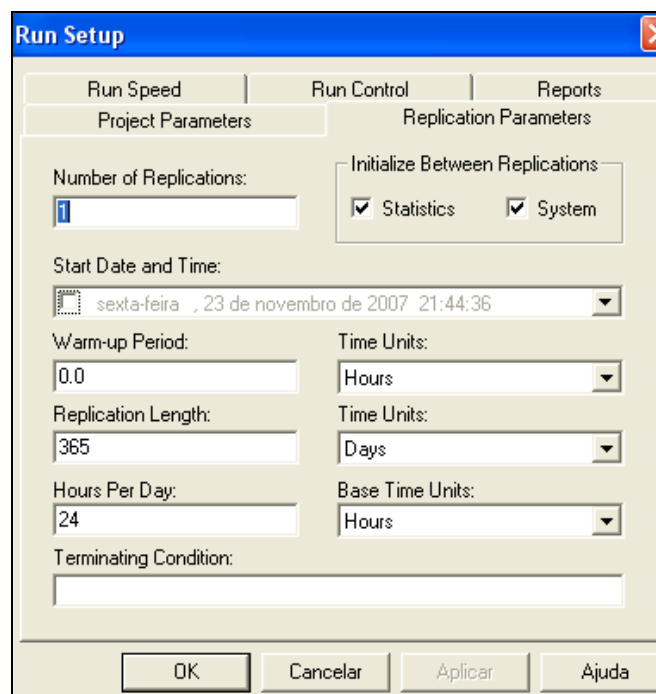 Run Setup
Run Speed Run Control Reports
Project Parameters Replication Parameters
Number of Replications: Initialize Between Replications
1 Statistics System
Start Date and Time:
sexta-feira , 23 de novembro de 2007 21:44:36
Warm-up Period: Time Units:
0.0 Hours
Replication Length: Time Units:
365 Days
Hours Per Day: Base Time Units:
24 Hours
Terminating Condition:
OK Cancelar Aplicar Ajuda